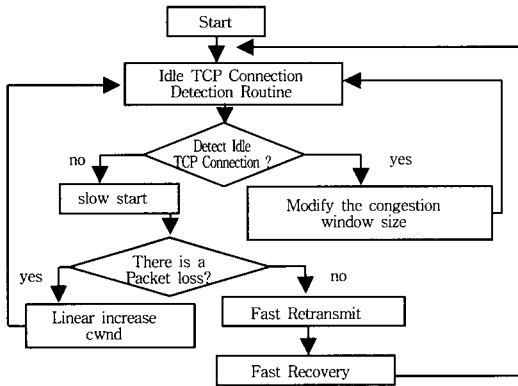 Start
Idle TCP Connection
Detection Routine
Detect Idle
TCP Connection ?
no
yes
slow start
Modify the congestion
window size
There is a
Packet loss?
yes
no
Linear increase
cwnd
Fast Retransmit
Fast Recovery